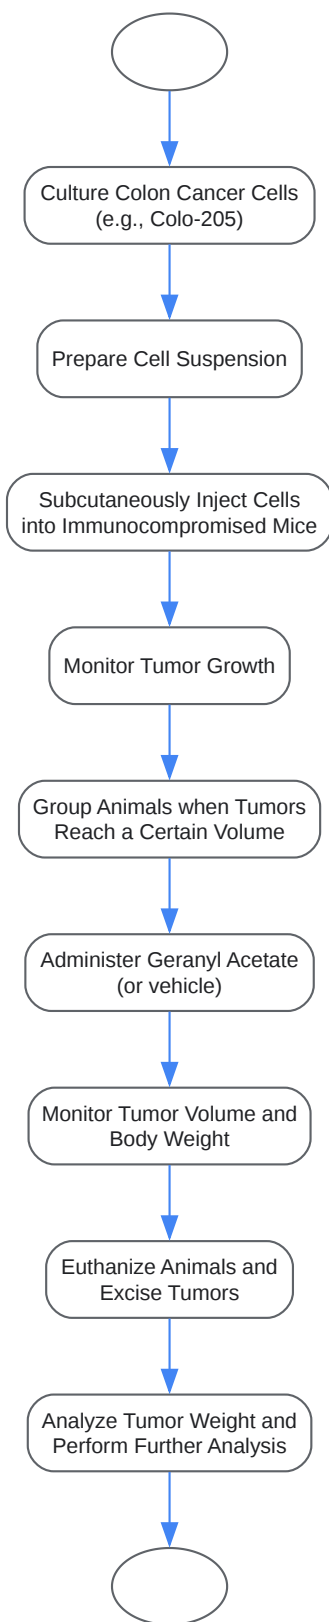 Culture Colon Cancer Cells
(e.g., Colo-205)
Prepare Cell Suspension
Subcutaneously Inject Cells
into Immunocompromised Mice
Monitor Tumor Growth
Group Animals when Tumors
Reach a Certain Volume
Administer Geranyl Acetate
(or vehicle)
Monitor Tumor Volume and
Body Weight
Euthanize Animals and
Excise Tumors
Analyze Tumor Weight and
Perform Further Analysis